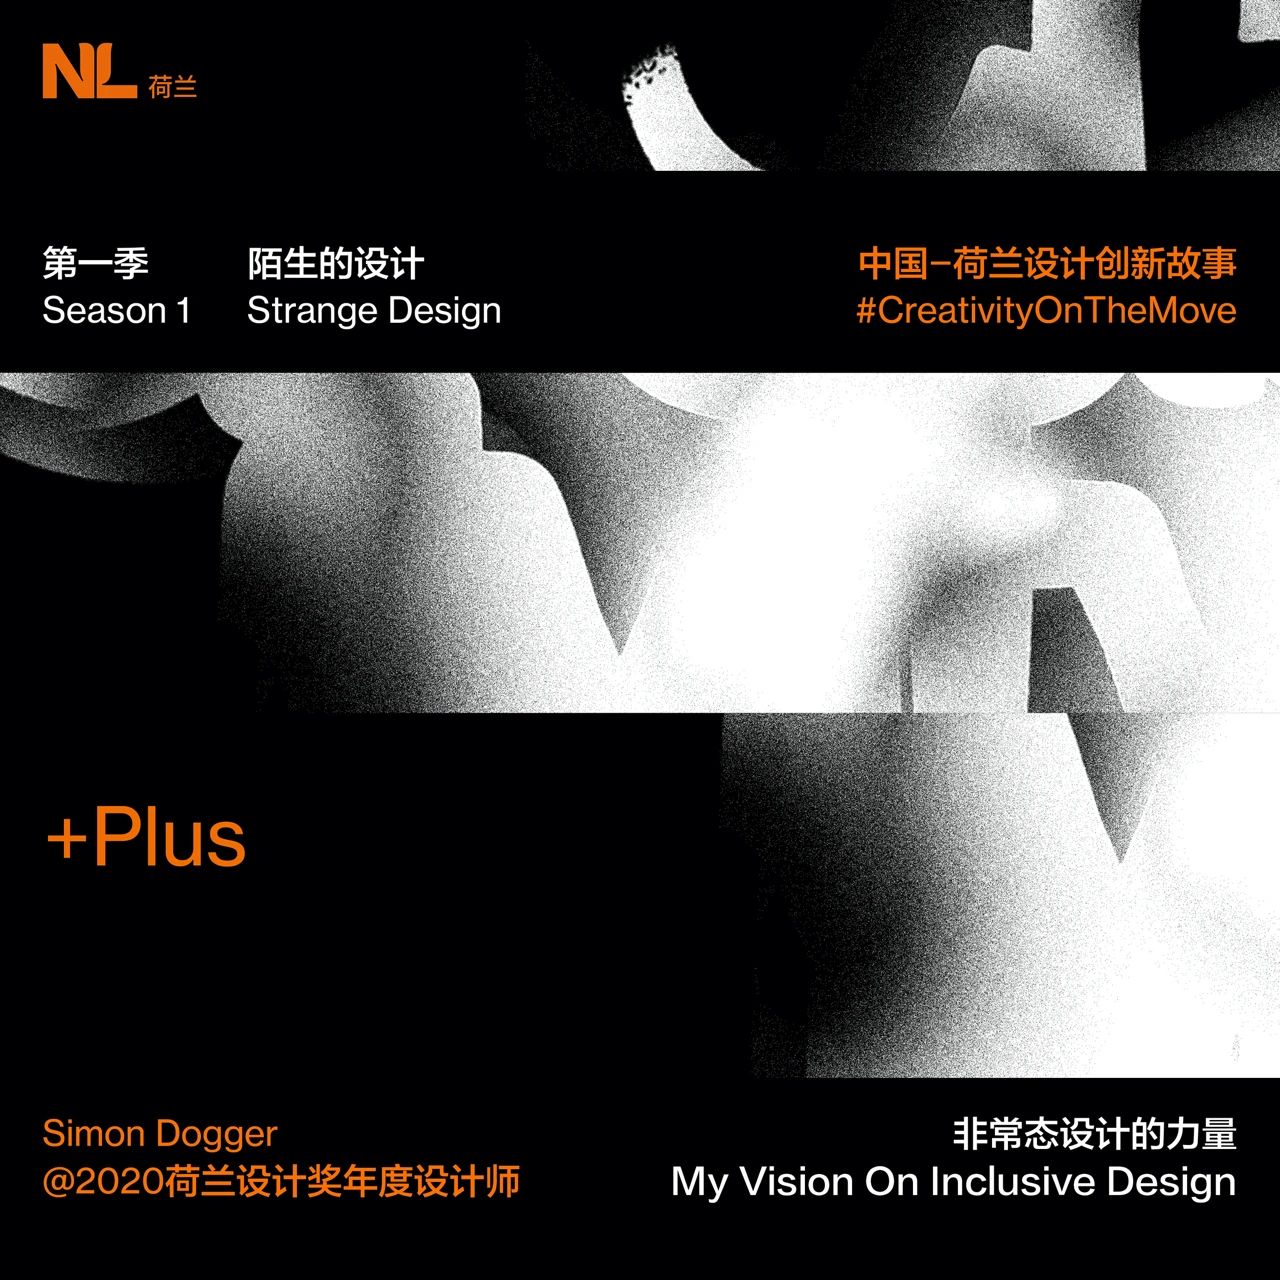 NL 荷兰
第一季
Season 1
陌生的设计
Strange Design
中国–荷兰设计创新故事
#CreativityOnTheMove
+Plus
Simon Dogger
@2020荷兰设计奖年度设计师
非常态设计的力量
My Vision On Inclusive Design